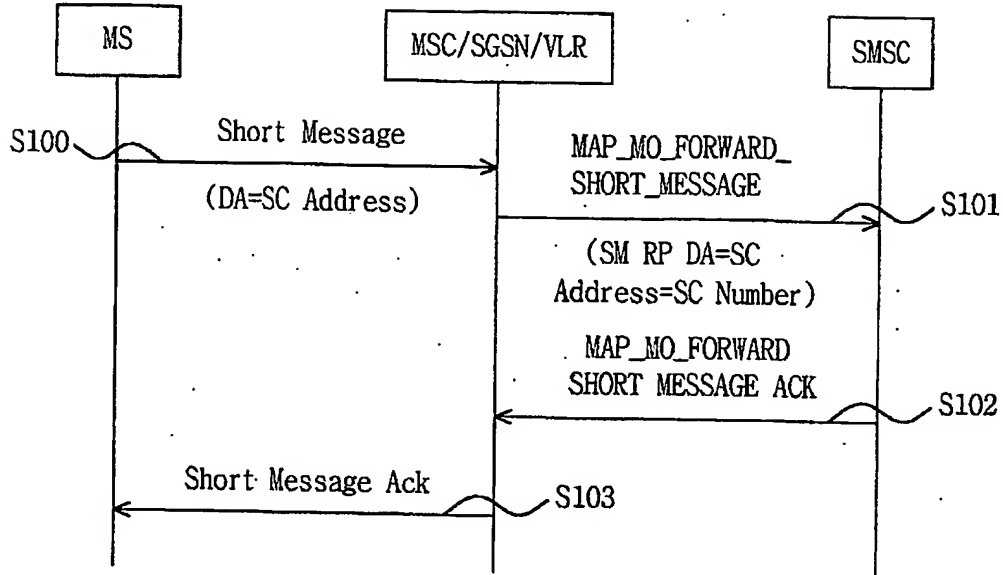 MS
MSC/SGSN/VLR
SMSC
S100
Short Message
(DA=SC Address)
MAP_MO_FORWARD_
SHORT_MESSAGE
S101
(SM RP DA=SC
Address=SC Number)
MAP_MO_FORWARD
SHORT MESSAGE ACK
S102
Short Message Ack
S103